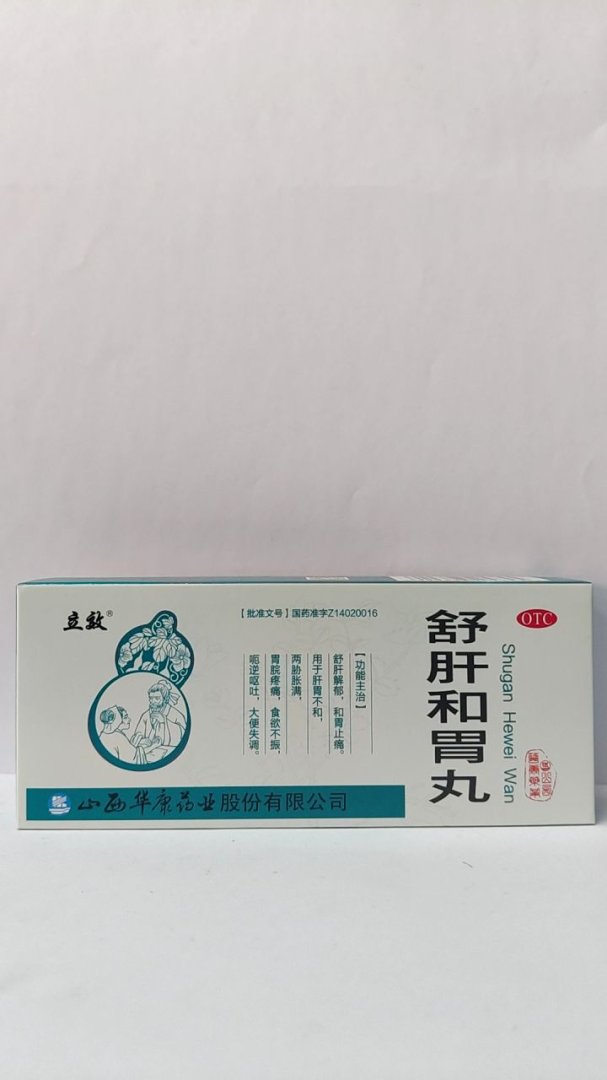 立效®
【批准文号】国药准字Z14020016
OTC
舒肝和胃丸
Shugan Hewei Wan
【功能主治】
舒肝解郁，和胃止痛。
用于肝胃不和，
两胁胀满，
胃脘疼痛，食欲不振，
呃逆呕吐，大便失调。
山西华康药业股份有限公司